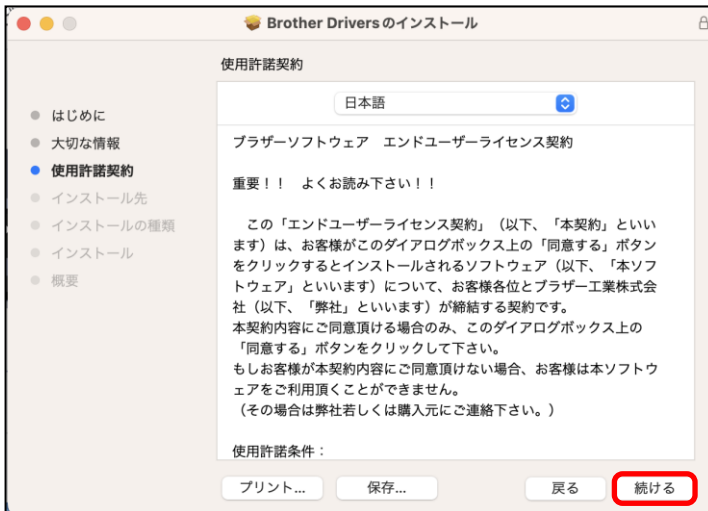 Brother Drivers のインストール
使用許諾契約
はじめに
大切な情報
使用許諾契約
インストール先
インストールの種類
インストール
概要
日本語
ブラザーソフトウェア　エンドユーザーライセンス契約
重要！！　よくお読み下さい！！
　この「エンドユーザーライセンス契約」（以下、「本契約」といい
ます）は、お客様がこのダイアログボックス上の「同意する」ボタン
をクリックするとインストールされるソフトウェア（以下、「本ソフ
トウェア」といいます）について、お客様各位とブラザー工業株式会
社（以下、「弊社」といいます）が締結する契約です。
本契約内容にご同意頂ける場合のみ、このダイアログボックス上の
「同意する」ボタンをクリックして下さい。
もしお客様が本契約内容にご同意頂けない場合、お客様は本ソフトウ
ェアをご利用頂くことができません。
（その場合は弊社若しくは購入元にご連絡下さい。）
使用許諾条件：
プリント...
保存...
戻る
続ける